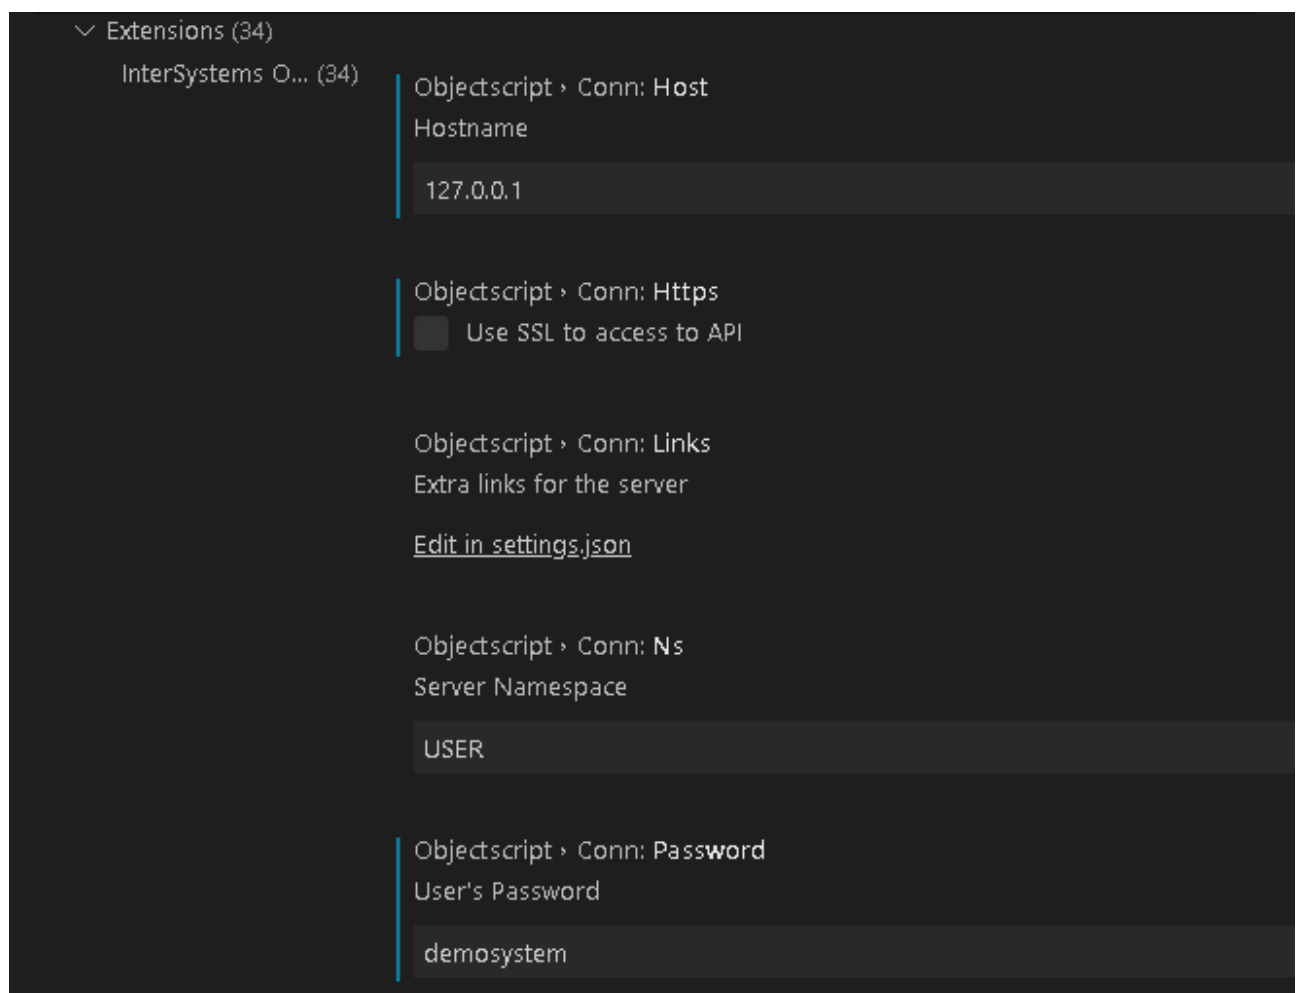 Extensions (34)
InterSystems O... (34)
Objectscript › Conn: Host
Hostname
127.0.0.1
Objectscript › Conn: Https
Use SSL to access to API
Objectscript › Conn: Links
Extra links for the server
Edit in settings.json
Objectscript › Conn: Ns
Server Namespace
USER
Objectscript › Conn: Password
User's Password
demosystem